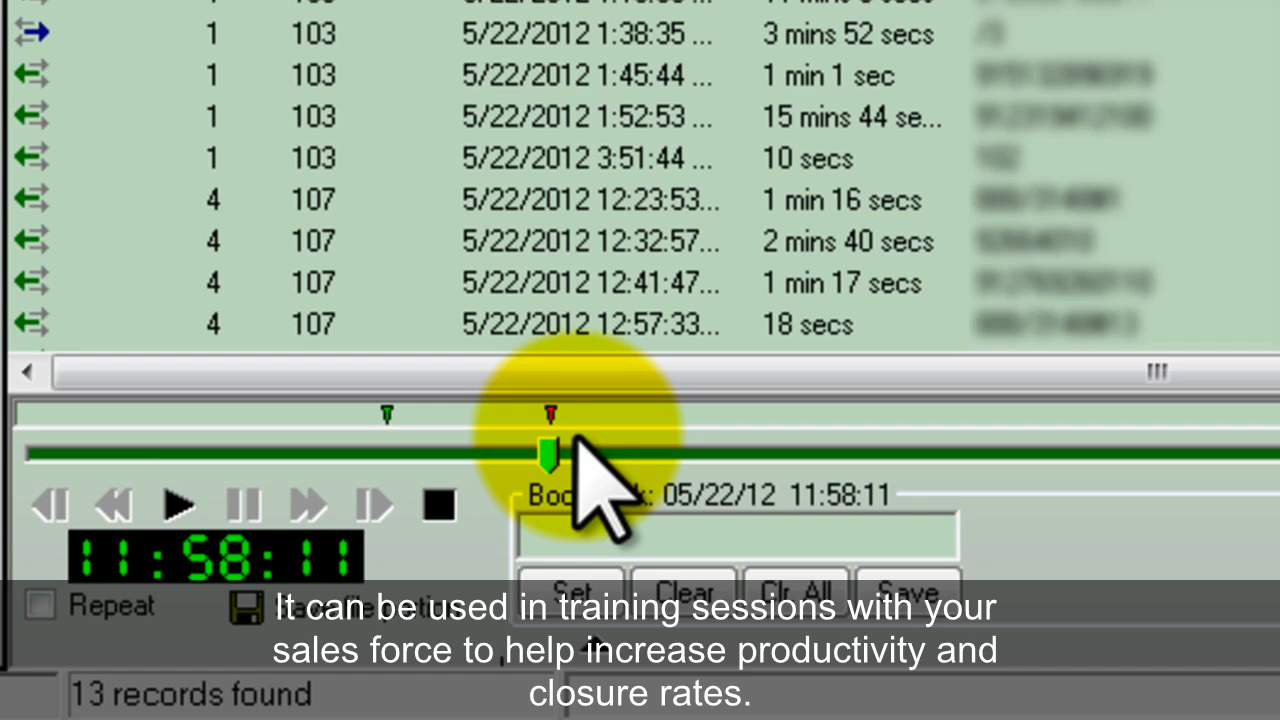 1 103 5/22/2012 1:38:35 ... 3 mins 52 secs
1 103 5/22/2012 1:45:44 ... 1 min 1 sec
1 103 5/22/2012 1:52:53 ... 15 mins 44 se...
1 103 5/22/2012 3:51:44 ... 10 secs
4 107 5/22/2012 12:23:53... 1 min 16 secs
4 107 5/22/2012 12:32:57... 2 mins 40 secs
4 107 5/22/2012 12:41:47... 1 min 17 secs
4 107 5/22/2012 12:57:33... 18 secs
05/22/12 11:58:11
11:58:11
Set Clear Clr All Save
Repeat
It can be used in training sessions with your
sales force to help increase productivity and
closure rates.
13 records found